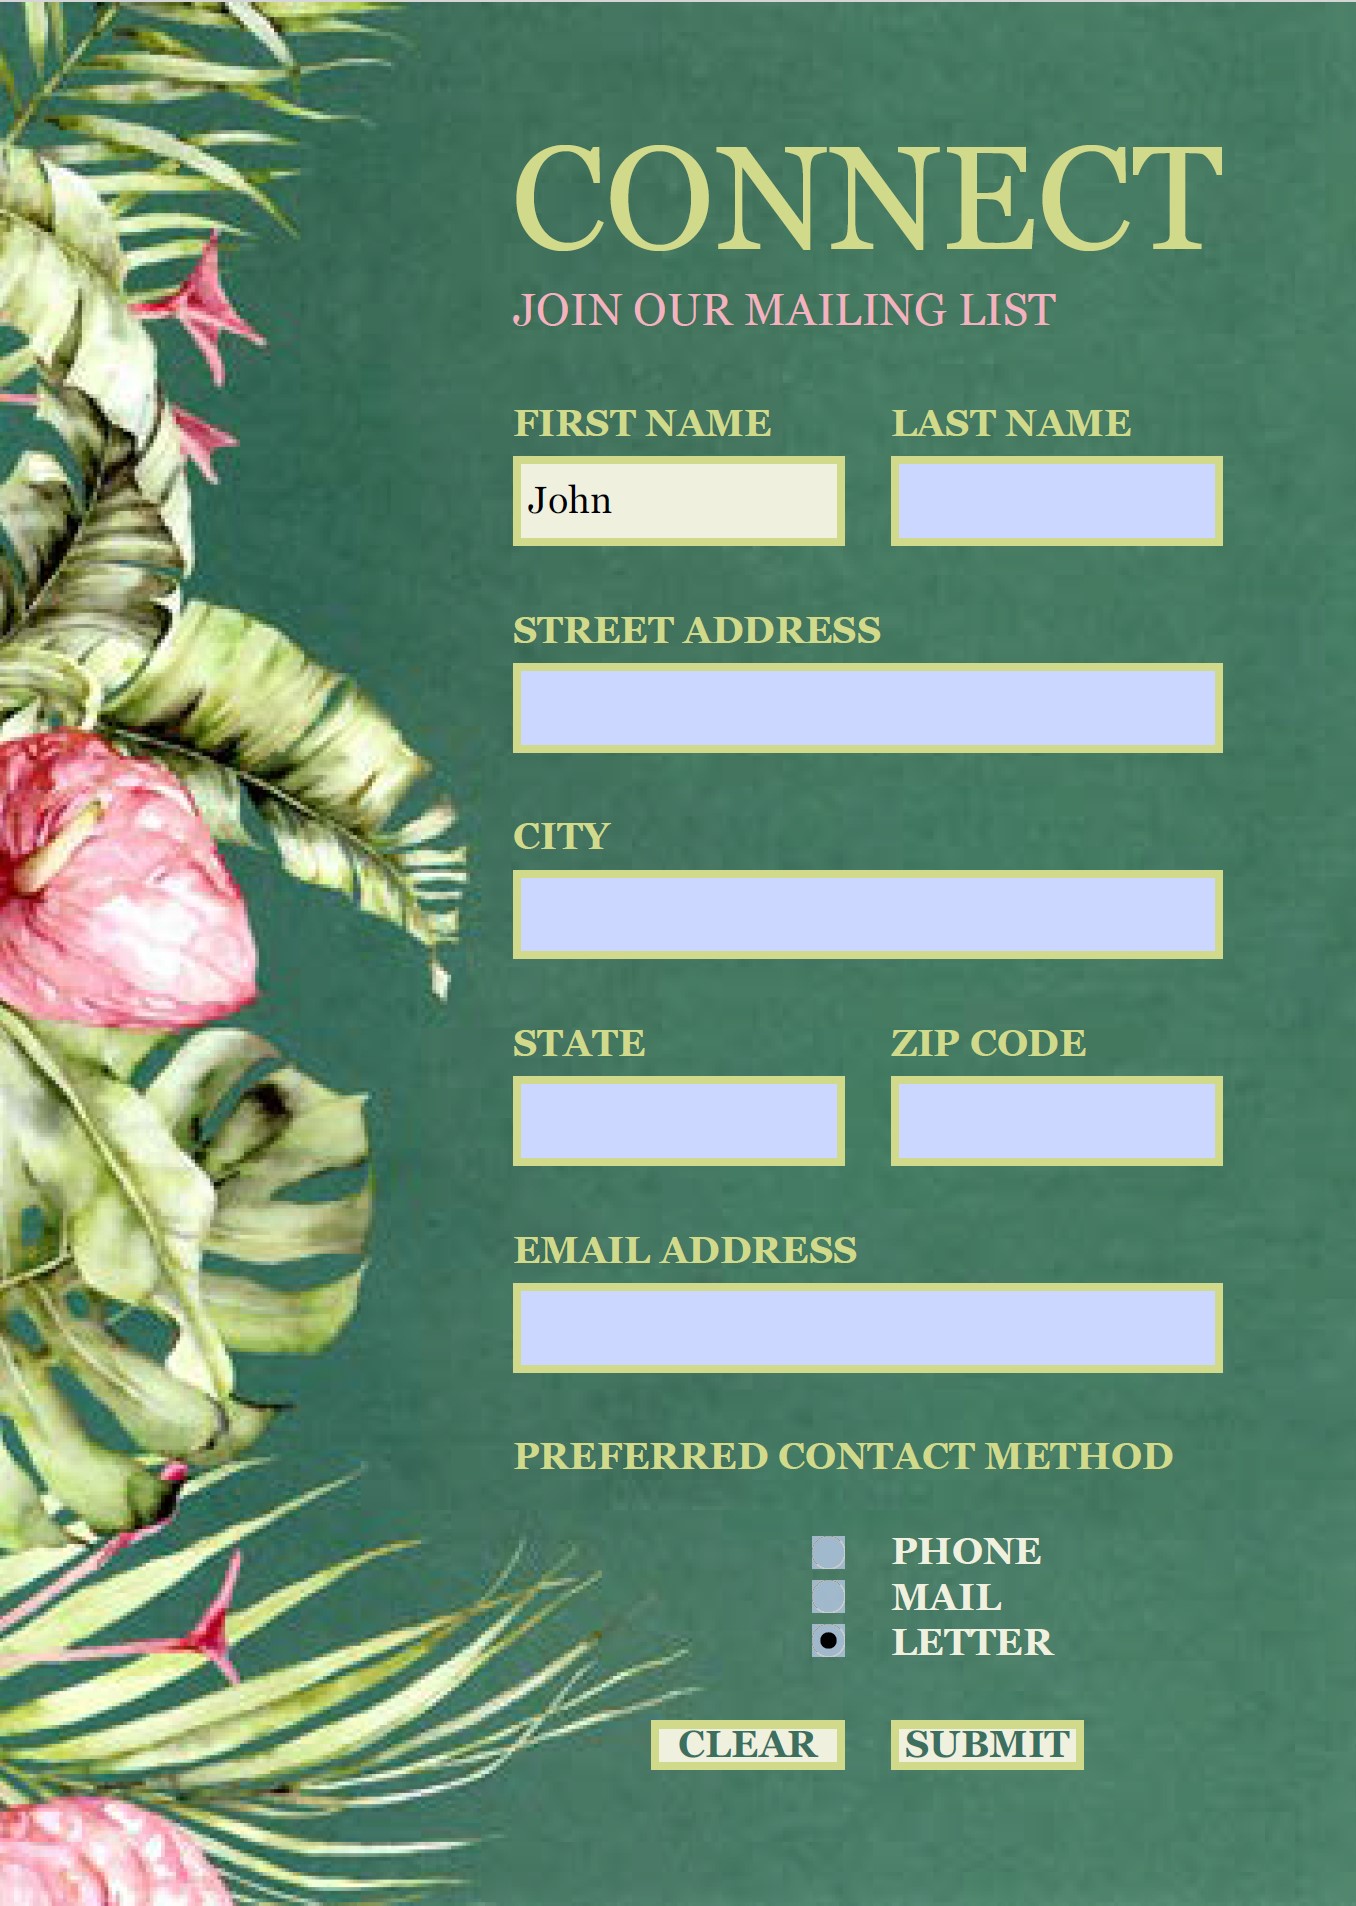 CONNECT
JOIN OUR MAILING LIST
FIRST NAME LAST NAME
John
STREET ADDRESS
CITY
STATE ZIP CODE
EMAIL ADDRESS
PREFERRED CONTACT METHOD
PHONE
MAIL
LETTER
CLEAR SUBMIT